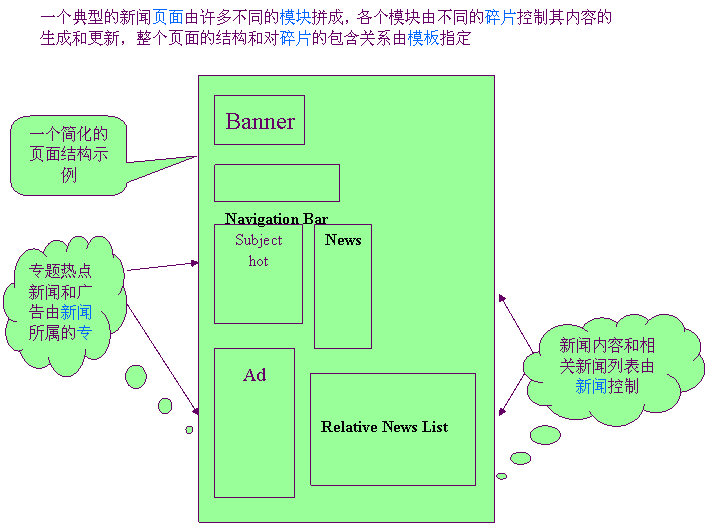 一个典型的新闻页面由许多不同的模块拼成，各个模块由不同的碎片控制其内容的
生成和更新，整个页面的结构和对碎片的包含关系由模板指定
一个简化的
页面结构示
例
Banner
Navigation Bar
Subject
hot
News
专题热点
新闻和广
告由新闻
所属的专
Ad
Relative News List
新闻内容和相
关新闻列表由
新闻控制